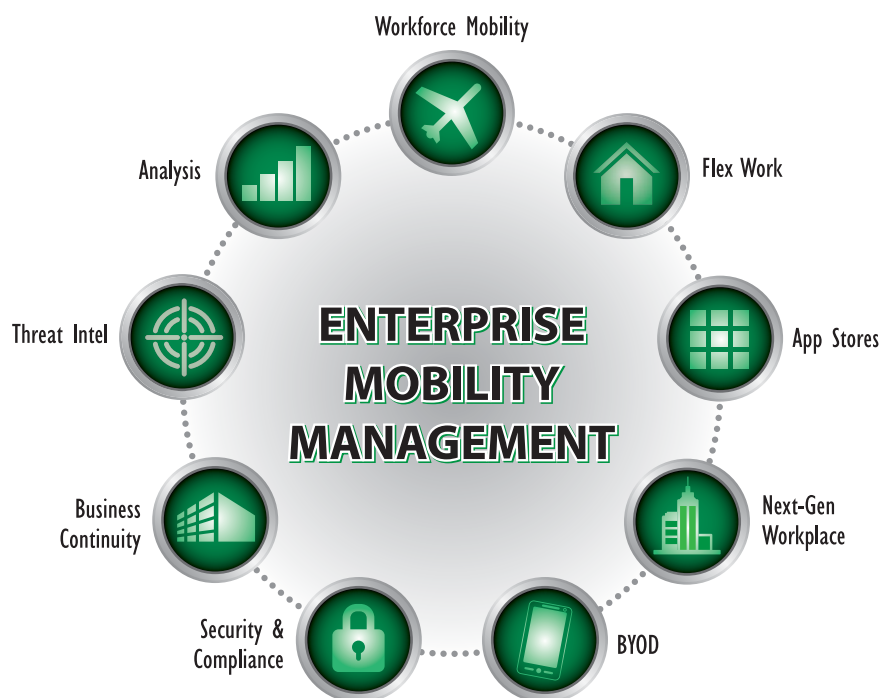 Workforce Mobility
Analysis
Flex Work
Threat Intel
ENTERPRISE
MOBILITY
MANAGEMENT
App Stores
Business
Continuity
Next-Gen
Workplace
Security &
Compliance
BYOD